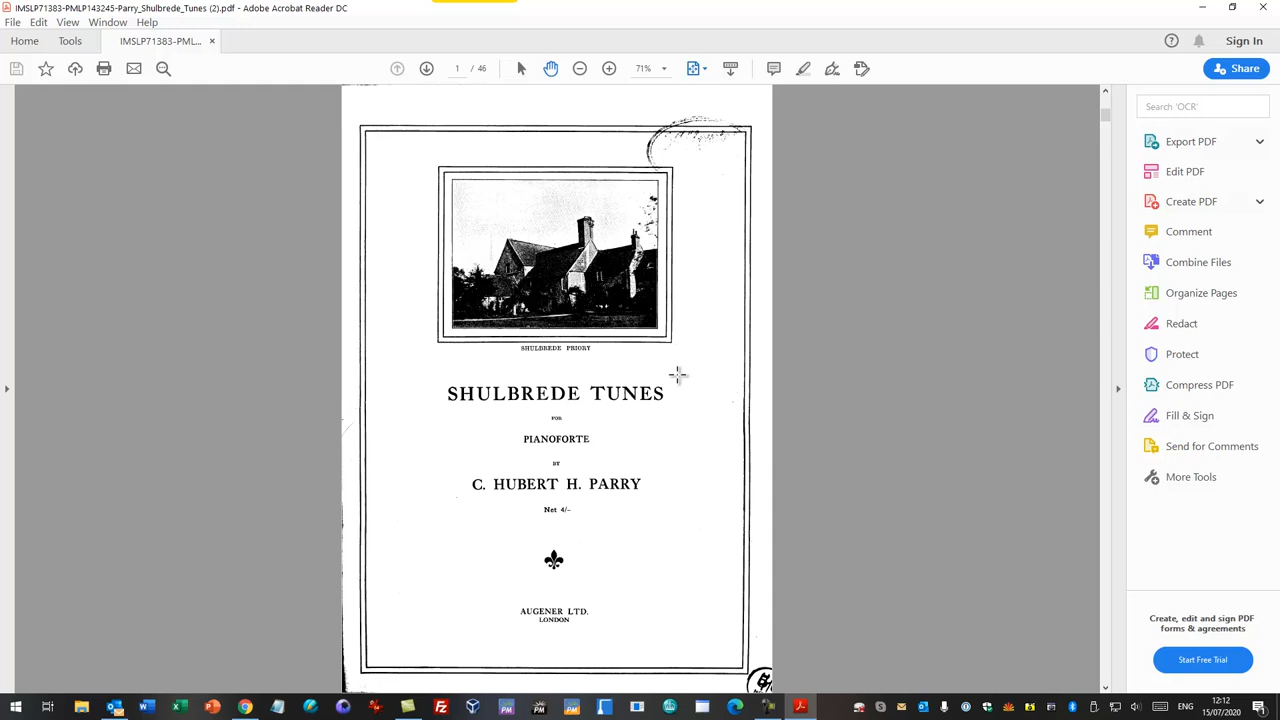 IMSLP71383-PMLP143245-Parry_Shulbrede_Tunes (2).pdf - Adobe Acrobat Reader DC
File Edit View Window Help
Home Tools IMSLP71383-PML... × Sign In
1 / 46 71% Share
SHULBREDE PRIORY
SHULBREDE TUNES
FOR
PIANOFORTE
BY
C. HUBERT H. PARRY
Net 4/-
AUGENER LTD.
LONDON
Search 'OCR'
Export PDF
Edit PDF
Create PDF
Comment
Combine Files
Organize Pages
Redact
Protect
Compress PDF
Fill & Sign
Send for Comments
More Tools
Create, edit and sign PDF
forms & agreements
Start Free Trial
12:12
15/07/2020